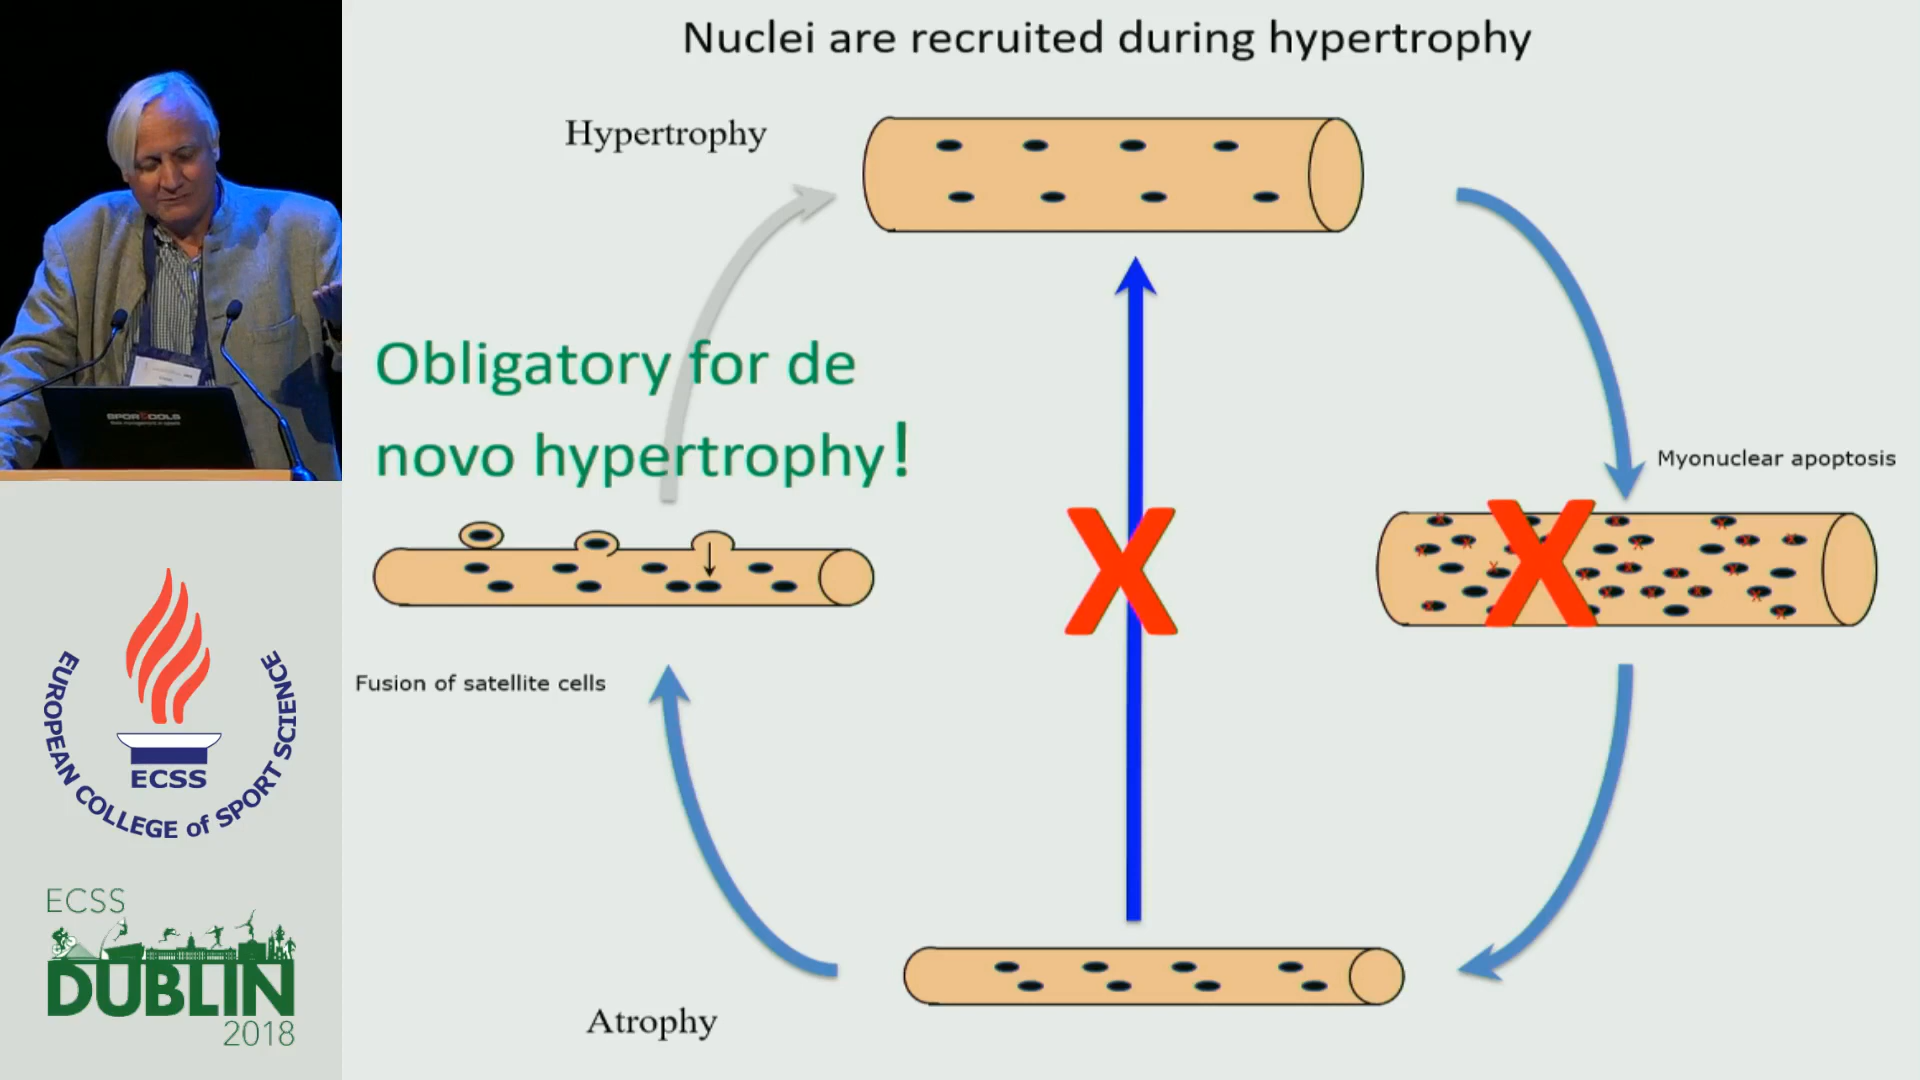 Nuclei are recruited during hypertrophy
Hypertrophy
Obligatory for de
novo hypertrophy!
Myonuclear apoptosis
X
X
Fusion of satellite cells
Atrophy
ECSS
EUROPEAN COLLEGE of SPORT SCIENCE
ECSS
DUBLIN
2018